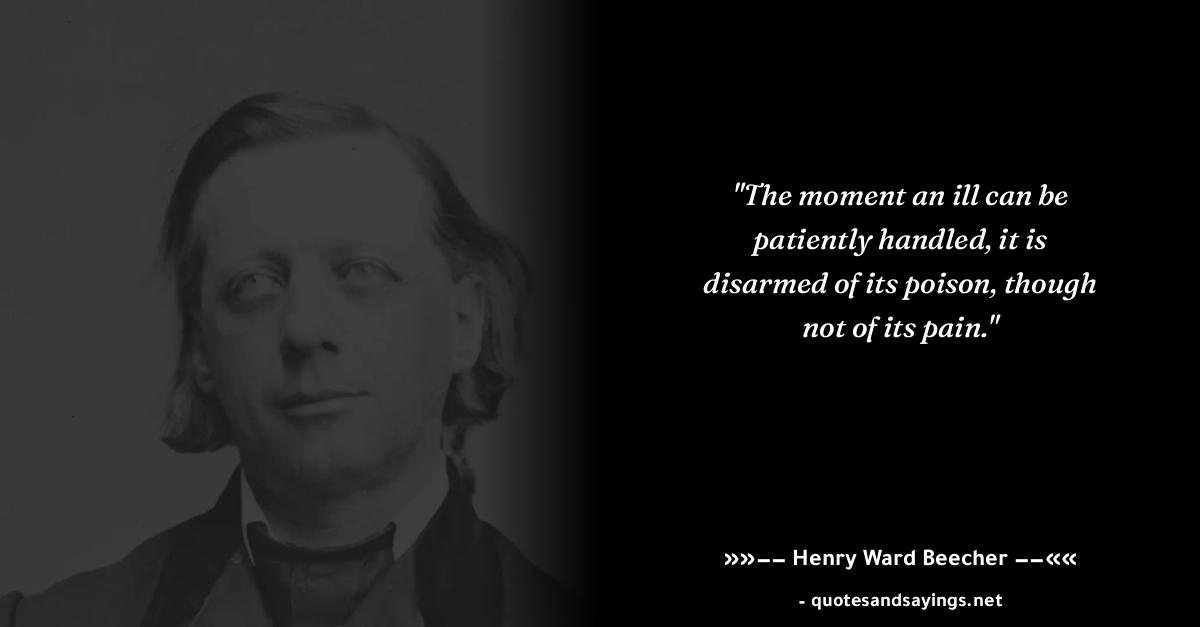 "The moment an ill can be
patiently handled, it is
disarmed of its poison, though
not of its pain."
»»−− Henry Ward Beecher −−««
- quotesandsayings.net